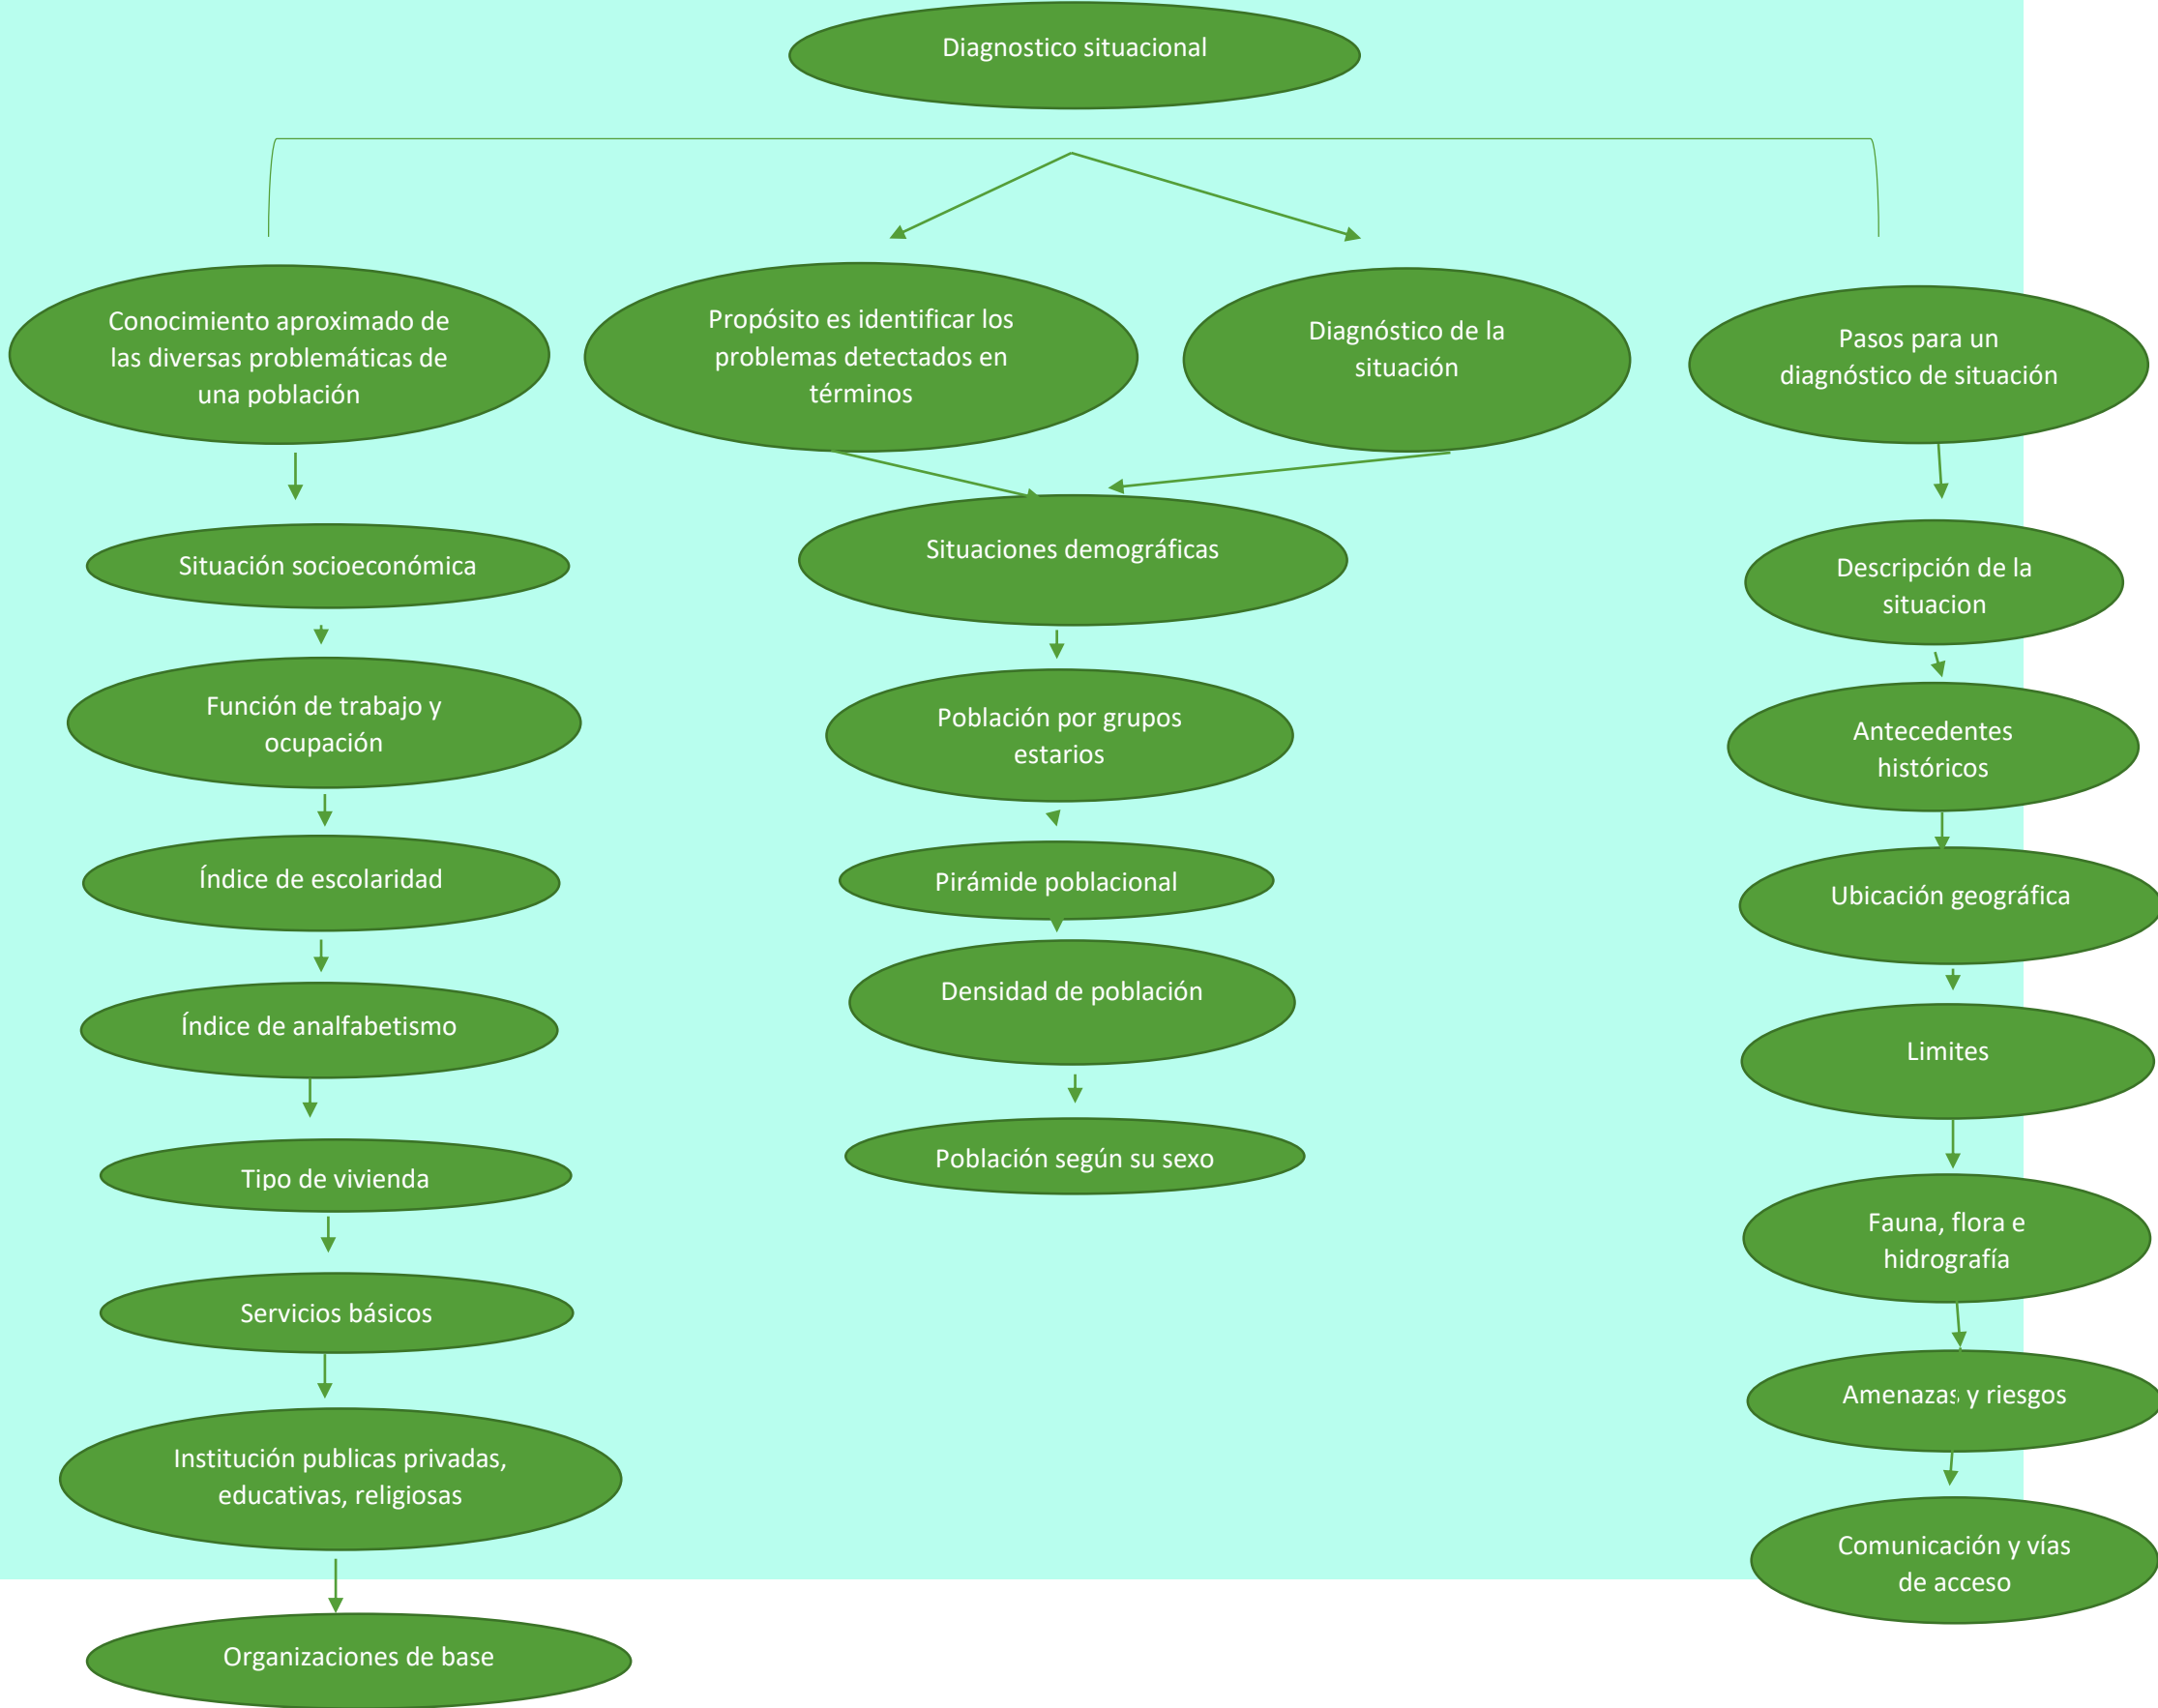 Diagnostico situacional
Conocimiento aproximado de
las diversas problemáticas de
una población
Propósito es identificar los
problemas detectados en
términos
Diagnóstico de la
situación
Pasos para un
diagnóstico de situación
Situación socioeconómica
Función de trabajo y
ocupación
Índice de escolaridad
Índice de analfabetismo
Tipo de vivienda
Servicios básicos
Institución publicas privadas,
educativas, religiosas
Organizaciones de base
Situaciones demográficas
Población por grupos
estarios
Pirámide poblacional
Densidad de población
Población según su sexo
Descripción de la
situacion
Antecedentes
históricos
Ubicación geográfica
Limites
Fauna, flora e
hidrografía
Amenazas y riesgos
Comunicación y vías
de acceso